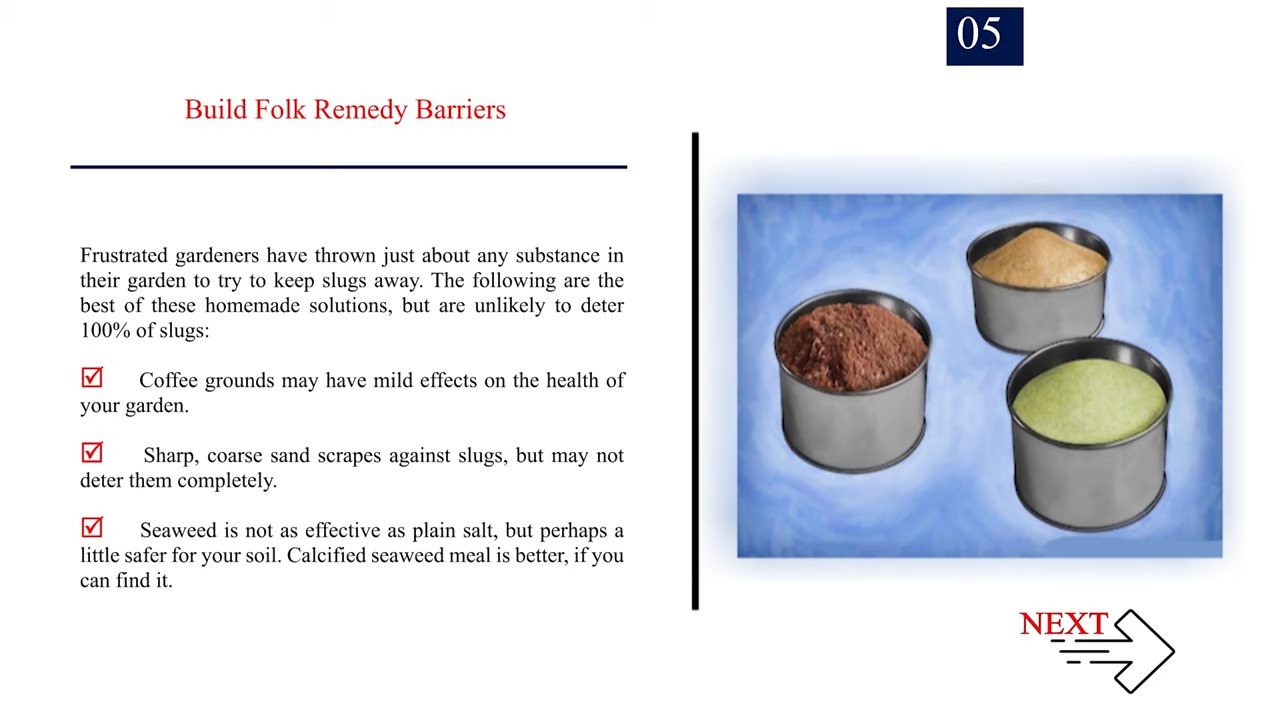 05
Build Folk Remedy Barriers
Frustrated gardeners have thrown just about any substance in
their garden to try to keep slugs away. The following are the
best of these homemade solutions, but are unlikely to deter
100% of slugs:
☑ Coffee grounds may have mild effects on the health of
your garden.
☑ Sharp, coarse sand scrapes against slugs, but may not
deter them completely.
☑ Seaweed is not as effective as plain salt, but perhaps a
little safer for your soil. Calcified seaweed meal is better, if you
can find it.
NEXT